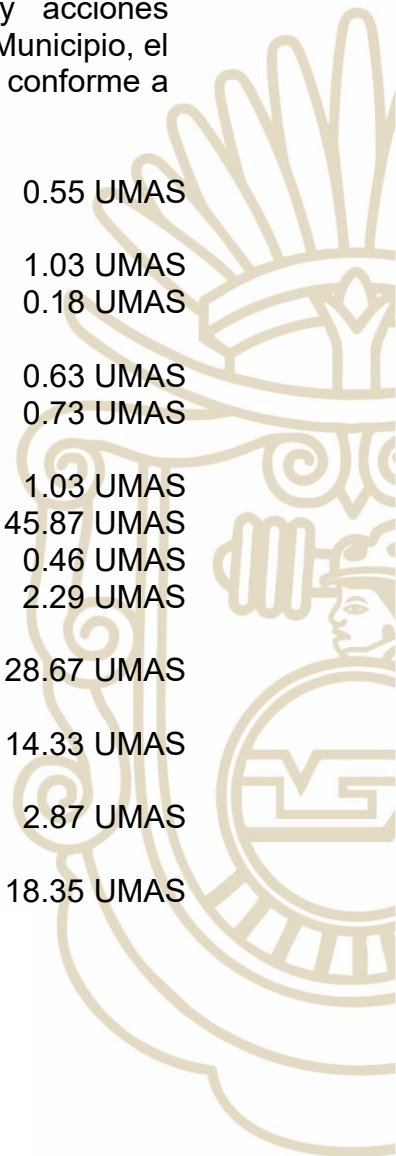 y acciones
Municipio, el
conforme a
0.55 UMAS
1.03 UMAS
0.18 UMAS
0.63 UMAS
0.73 UMAS
1.03 UMAS
45.87 UMAS
0.46 UMAS
2.29 UMAS
28.67 UMAS
14.33 UMAS
2.87 UMAS
18.35 UMAS